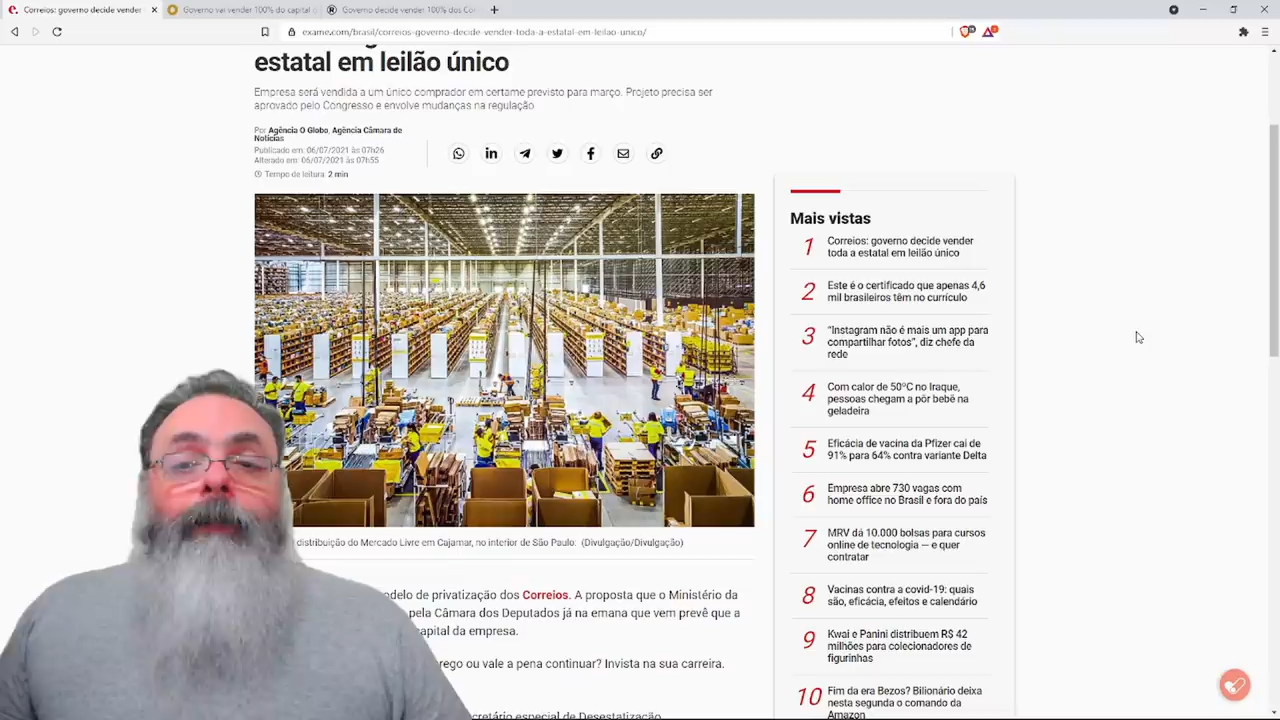 Correios: governo decide vender
Governo vai vender 100% do capital
Governo decide vender 100% dos Cor
exame.com/brasil/correios-governo-decide-vender-toda-a-estatal-em-leilao-unico/
estatal em leilão único
Empresa será vendida a um único comprador em certame previsto para março. Projeto precisa ser
aprovado pelo Congresso e envolve mudanças na regulação
Por Agência O Globo, Agência Câmara de
Notícias
Publicado em: 06/07/2021 às 07h26
Alterado em: 06/07/2021 às 07h55
Tempo de leitura: 2 min
distribuição do Mercado Livre em Cajamar, no interior de São Paulo: (Divulgação/Divulgação)
odelo de privatização dos Correios. A proposta que o Ministério da
pela Câmara dos Deputados já na emana que vem prevê que a
capital da empresa.
rego ou vale a pena continuar? Invista na sua carreira.
cretário especial de Desestatização
Mais vistas
1 Correios: governo decide vender
toda a estatal em leilão único
2 Este é o certificado que apenas 4,6
mil brasileiros têm no currículo
3 “Instagram não é mais um app para
compartilhar fotos”, diz chefe da
rede
4 Com calor de 50°C no Iraque,
pessoas chegam a pôr bebê na
geladeira
5 Eficácia de vacina da Pfizer cai de
91% para 64% contra variante Delta
6 Empresa abre 730 vagas com
home office no Brasil e fora do país
7 MRV dá 10.000 bolsas para cursos
online de tecnologia — e quer
contratar
8 Vacinas contra a covid-19: quais
são, eficácia, efeitos e calendário
9 Kwai e Panini distribuem R$ 42
milhões para colecionadores de
figurinhas
10 Fim da era Bezos? Bilionário deixa
nesta segunda o comando da
Amazon